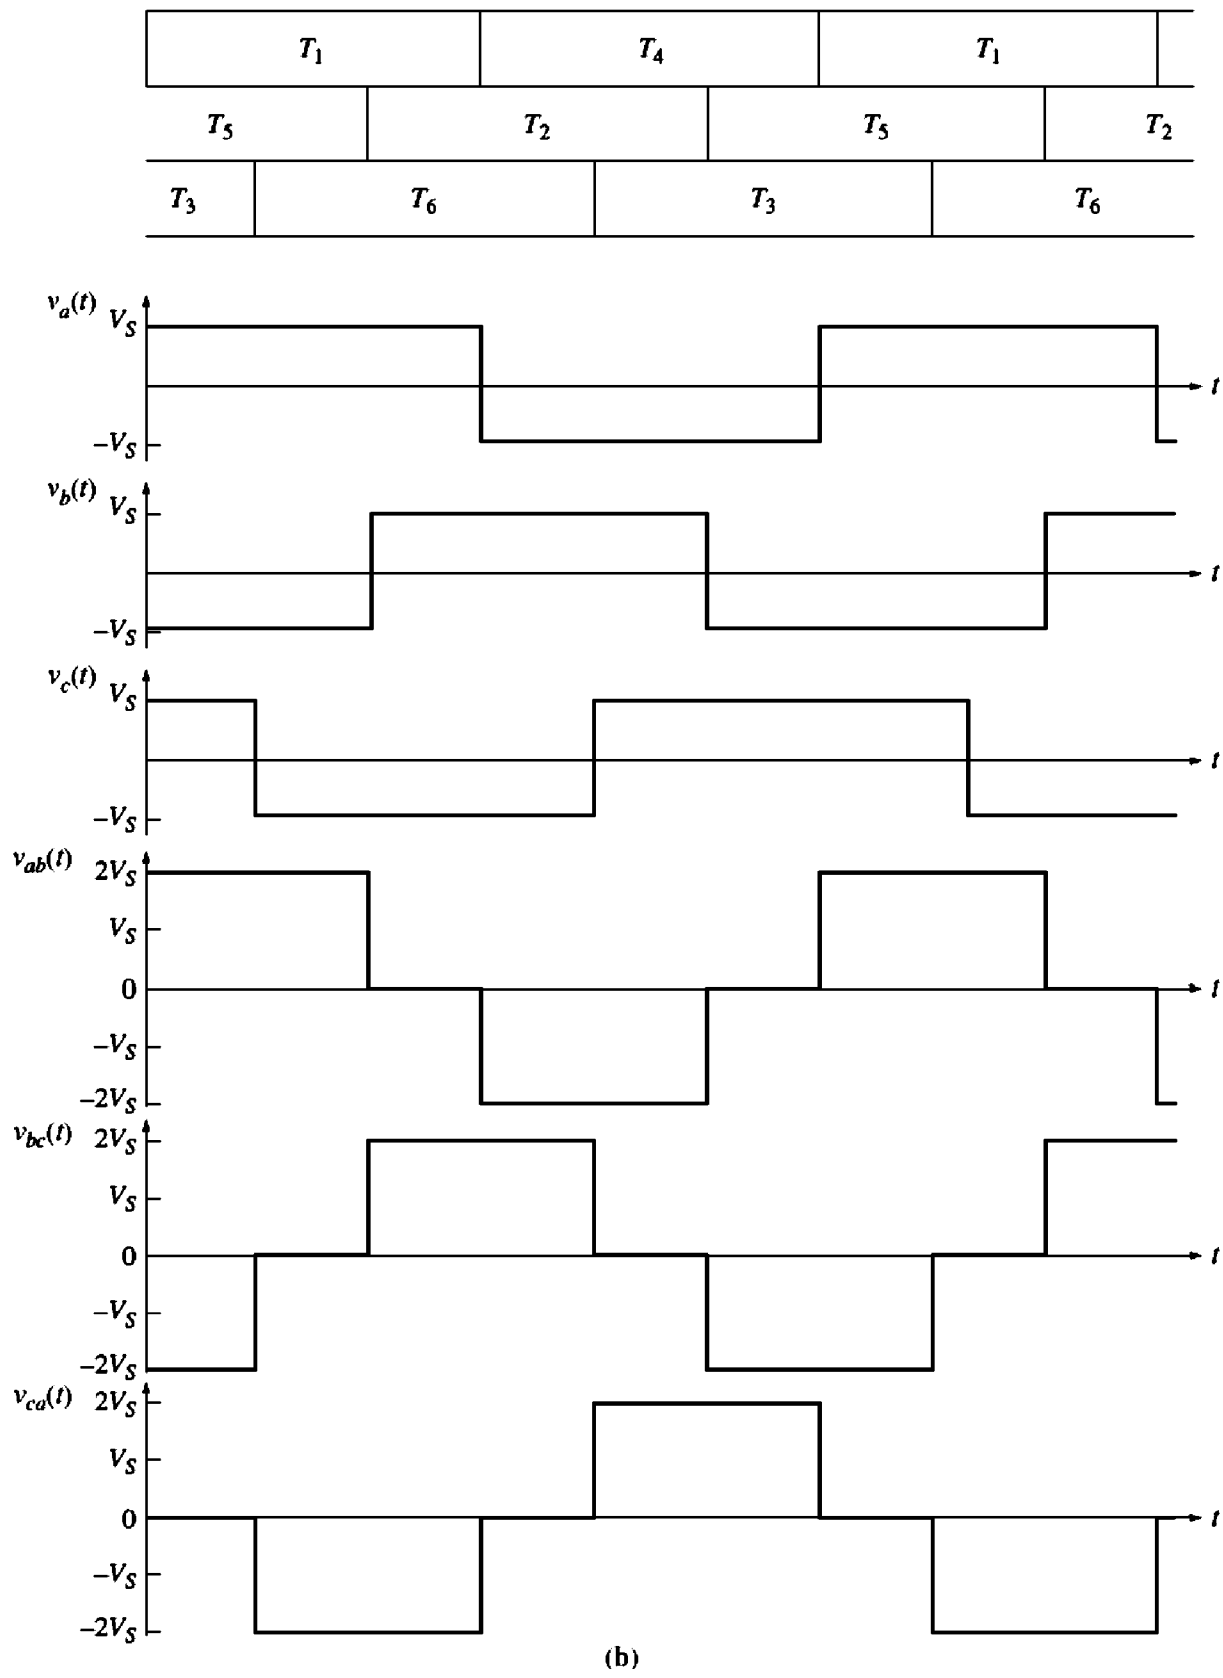 T1 T4 T1
T5 T2 T5 T2
T3 T6 T3 T6
va(t)
VS
t
–VS
vb(t)
VS
t
–VS
vc(t)
VS
t
–VS
vab(t)
2VS
VS
0
t
–VS
–2VS
vbc(t)
2VS
VS
0
t
–VS
–2VS
vca(t)
2VS
VS
0
t
–VS
–2VS
(b)